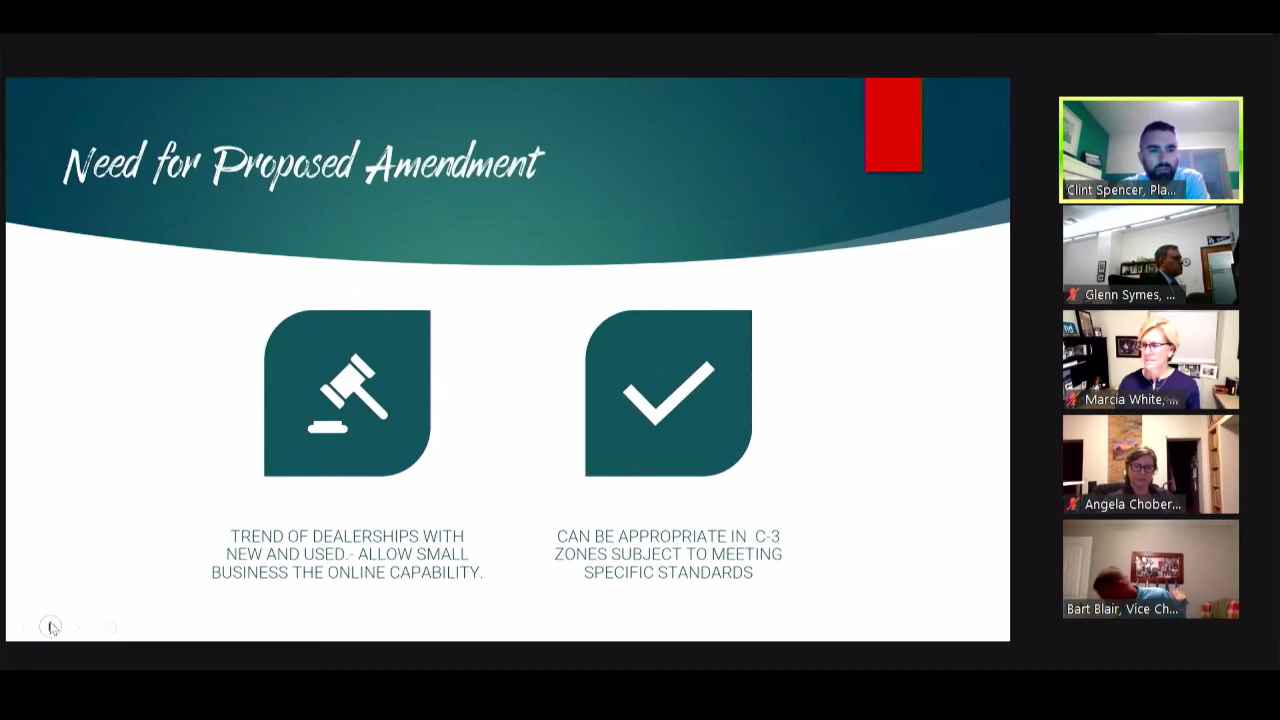 Need for Proposed Amendment
TREND OF DEALERSHIPS WITH
NEW AND USED.- ALLOW SMALL
BUSINESS THE ONLINE CAPABILITY.
CAN BE APPROPRIATE IN C-3
ZONES SUBJECT TO MEETING
SPECIFIC STANDARDS
Clint Spencer, Pla...
Glenn Symes, ...
Marcia White, ...
Angela Chober...
Bart Blair, Vice Ch...